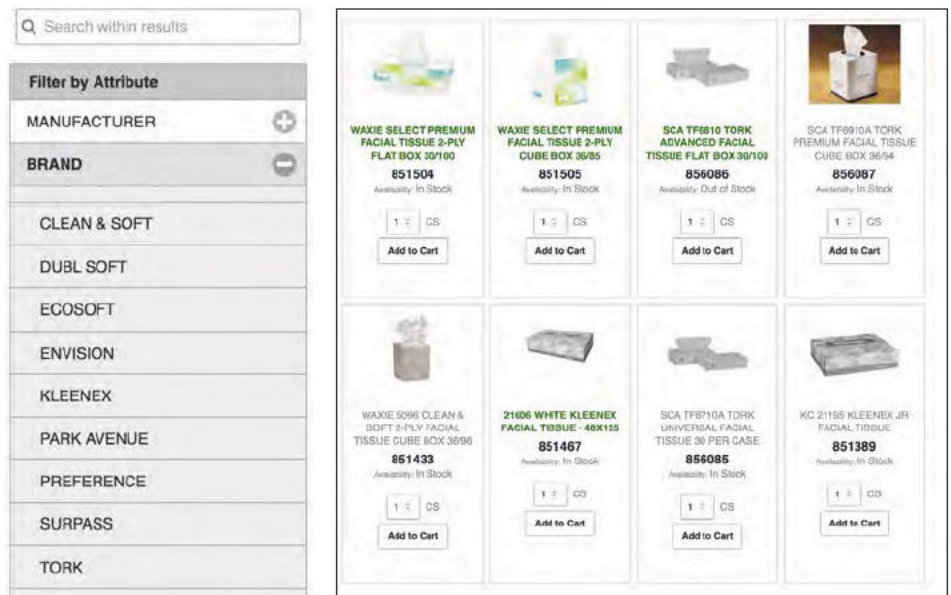 Search within results
Filter by Attribute
MANUFACTURER
BRAND
CLEAN & SOFT
DUBL SOFT
ECOSOFT
ENVISION
KLEENEX
PARK AVENUE
PREFERENCE
SURPASS
TORK
WAXIE SELECT PREMIUM
FACIAL TISSUE 2-PLY
FLAT BOX 30/100
851504
Availability: In Stock
1 CS
Add to Cart
WAXIE SELECT PREMIUM
FACIAL TISSUE 2-PLY
CUBE BOX 36/85
851505
Availability: In Stock
1 CS
Add to Cart
SCA TF6810 TORK
ADVANCED FACIAL
TISSUE FLAT BOX 30/100
856086
Availability: Out of Stock
1 CS
Add to Cart
SCA TF6910A TORK
PREMIUM FACIAL TISSUE
CUBE BOX 36/94
856087
Availability: In Stock
1 CS
Add to Cart
WAXIE 5096 CLEAN &
SOFT 2-PLY FACIAL
TISSUE CUBE BOX 36/96
851433
Availability: In Stock
1 CS
Add to Cart
21606 WHITE KLEENEX
FACIAL TISSUE - 48X125
851467
Availability: In Stock
1 CS
Add to Cart
SCA TF6710A TORK
UNIVERSAL FACIAL
TISSUE 30 PER CASE
856085
Availability: In Stock
1 CS
Add to Cart
KC 21195 KLEENEX JR
FACIAL TISSUE
851389
Availability: In Stock
1 CS
Add to Cart